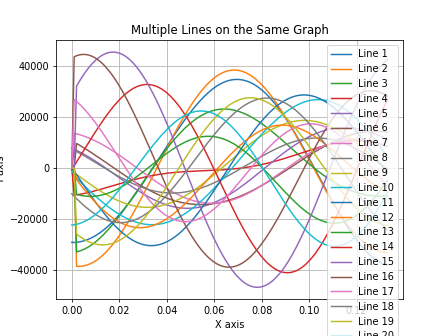 Multiple Lines on the Same Graph
40000
20000
0
−20000
−40000
0.00
0.02
0.04
0.06
0.08
0.10
X axis
Line 1
Line 2
Line 3
Line 4
Line 5
Line 6
Line 7
Line 8
Line 9
Line 10
Line 11
Line 12
Line 13
Line 14
Line 15
Line 16
Line 17
Line 18
Line 19
Line 20